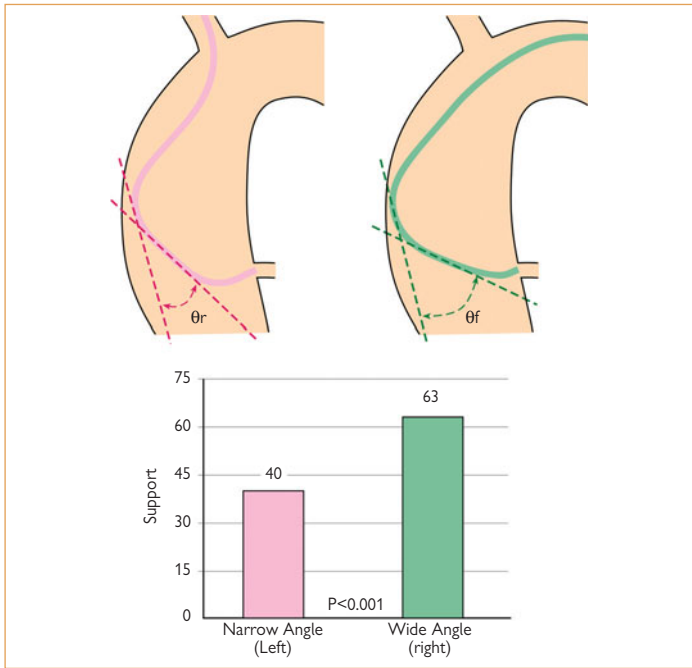 θr
θf
75
63
60
45
40
Support
30
15
P<0.001
0
Narrow Angle
(Left)
Wide Angle
(right)